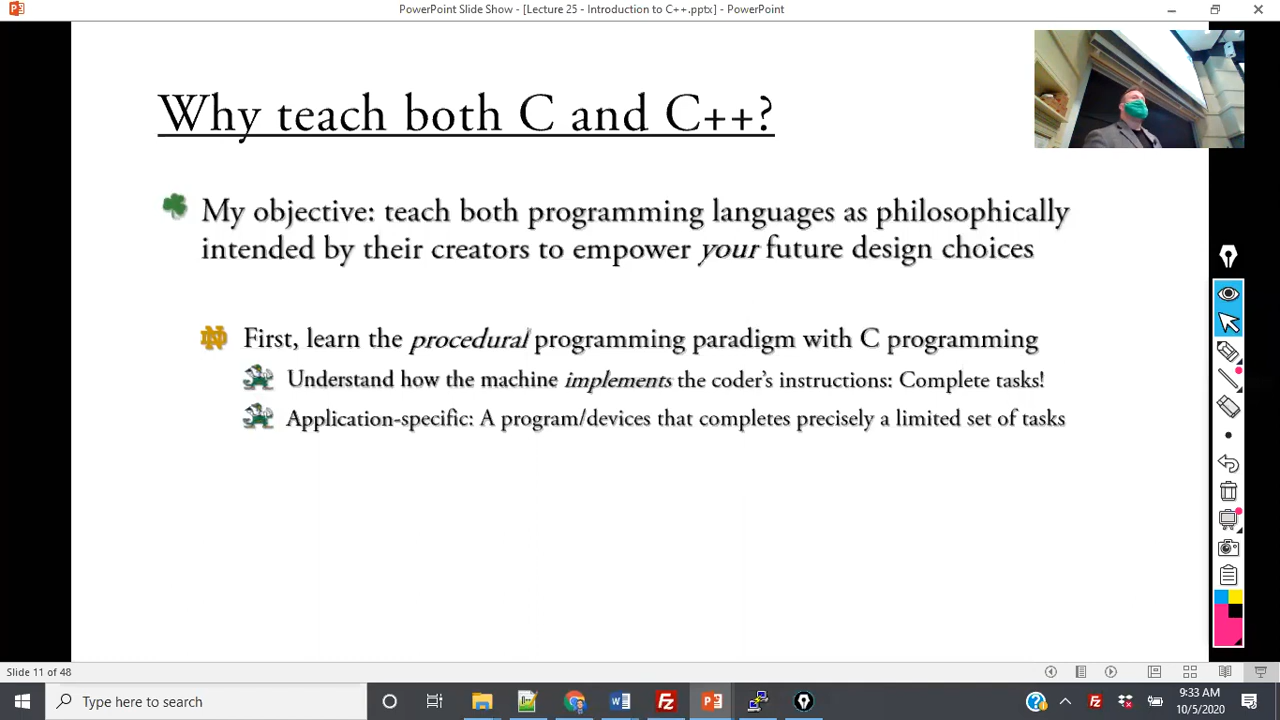 PowerPoint Slide Show - [Lecture 25 - Introduction to C++.pptx] - PowerPoint
Why teach both C and C++?
My objective: teach both programming languages as philosophically
intended by their creators to empower your future design choices
First, learn the procedural programming paradigm with C programming
Understand how the machine implements the coder's instructions: Complete tasks!
Application-specific: A program/devices that completes precisely a limited set of tasks
Slide 11 of 48
Type here to search
9:33 AM
10/5/2020